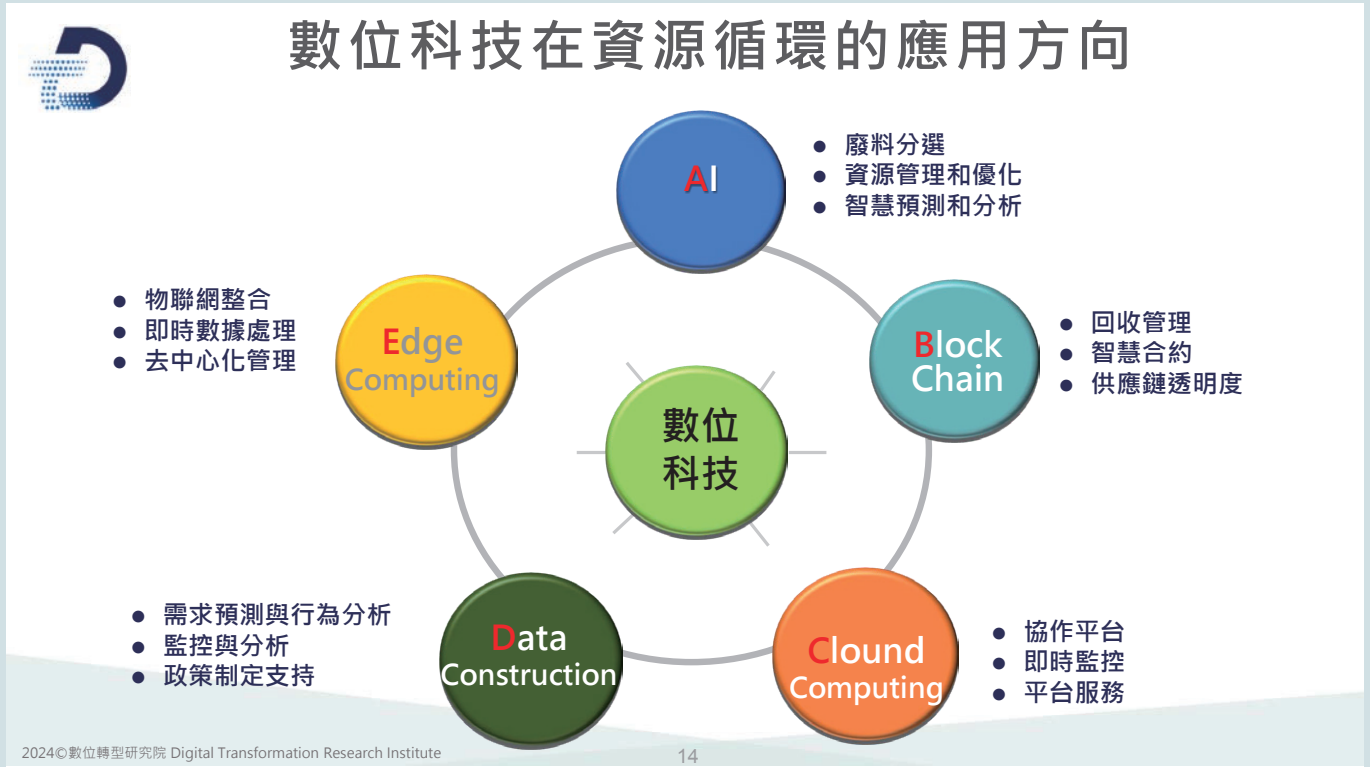 數位科技在資源循環的應用方向
AI
● 廢料分選
● 資源管理和優化
● 智慧預測和分析
Block
Chain
● 回收管理
● 智慧合約
● 供應鏈透明度
Clound
Computing
● 協作平台
● 即時監控
● 平台服務
Data
Construction
● 需求預測與行為分析
● 監控與分析
● 政策制定支持
Edge
Computing
● 物聯網整合
● 即時數據處理
● 去中心化管理
數位
科技
2024©數位轉型研究院 Digital Transformation Research Institute
14